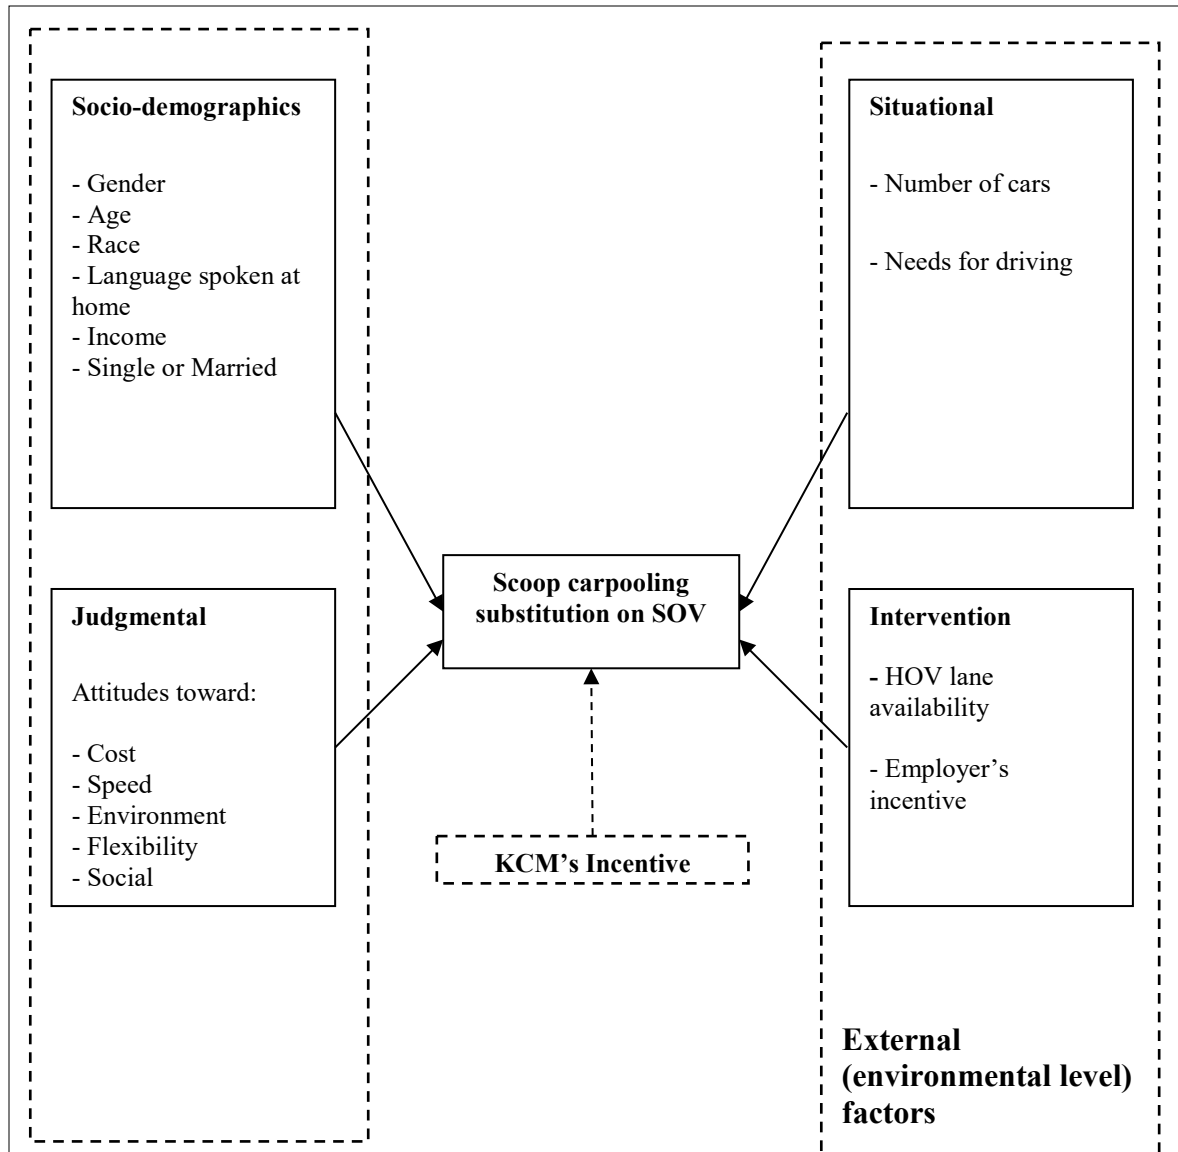 Socio-demographics
- Gender
- Age
- Race
- Language spoken at
home
- Income
- Single or Married
Judgmental
Attitudes toward:
- Cost
- Speed
- Environment
- Flexibility
- Social
Scoop carpooling
substitution on SOV
KCM’s Incentive
Situational
- Number of cars
- Needs for driving
Intervention
- HOV lane
availability
- Employer’s
incentive
External
(environmental level)
factors